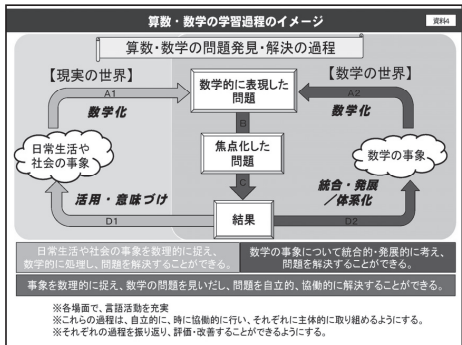 算数・数学の学習過程のイメージ
資料4
算数・数学の問題発見・解決の過程
【現実の世界】
【数学の世界】
A1
数学的に表現した
問題
A2
数学化
数学化
B
日常生活や
社会の事象
焦点化した
問題
数学の事象
C
活用・意味づけ
統合・発展
/体系化
D1
結果
D2
日常生活や社会の事象を数理的に捉え、
数学的に処理し、問題を解決することができる。
数学の事象について統合的・発展的に考え、
問題を解決することができる。
事象を数理的に捉え、数学の問題を見いだし、問題を自立的、協働的に解決することができる。
※各場面で、言語活動を充実
※これらの過程は、自立的に、時に協働的に行い、それぞれに主体的に取り組めるようにする。
※それぞれの過程を振り返り、評価・改善することができるようにする。